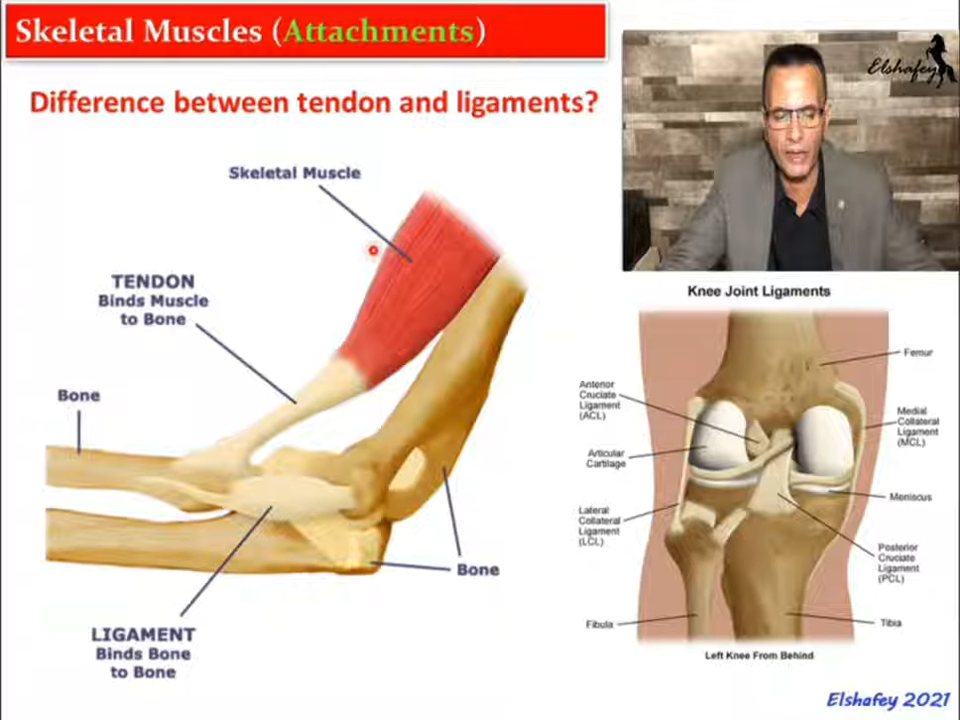 Skeletal Muscles (Attachments)
Difference between tendon and ligaments?
Elshafey
Skeletal Muscle
TENDON
Binds Muscle
to Bone
Bone
Bone
LIGAMENT
Binds Bone
to Bone
Knee Joint Ligaments
Femur
Anterior
Cruciate
Ligament
(ACL)
Medial
Collateral
Ligament
(MCL)
Articular
Cartilage
Meniscus
Lateral
Collateral
Ligament
(LCL)
Posterior
Cruciate
Ligament
(PCL)
Fibula
Tibia
Left Knee From Behind
Elshafey 2021